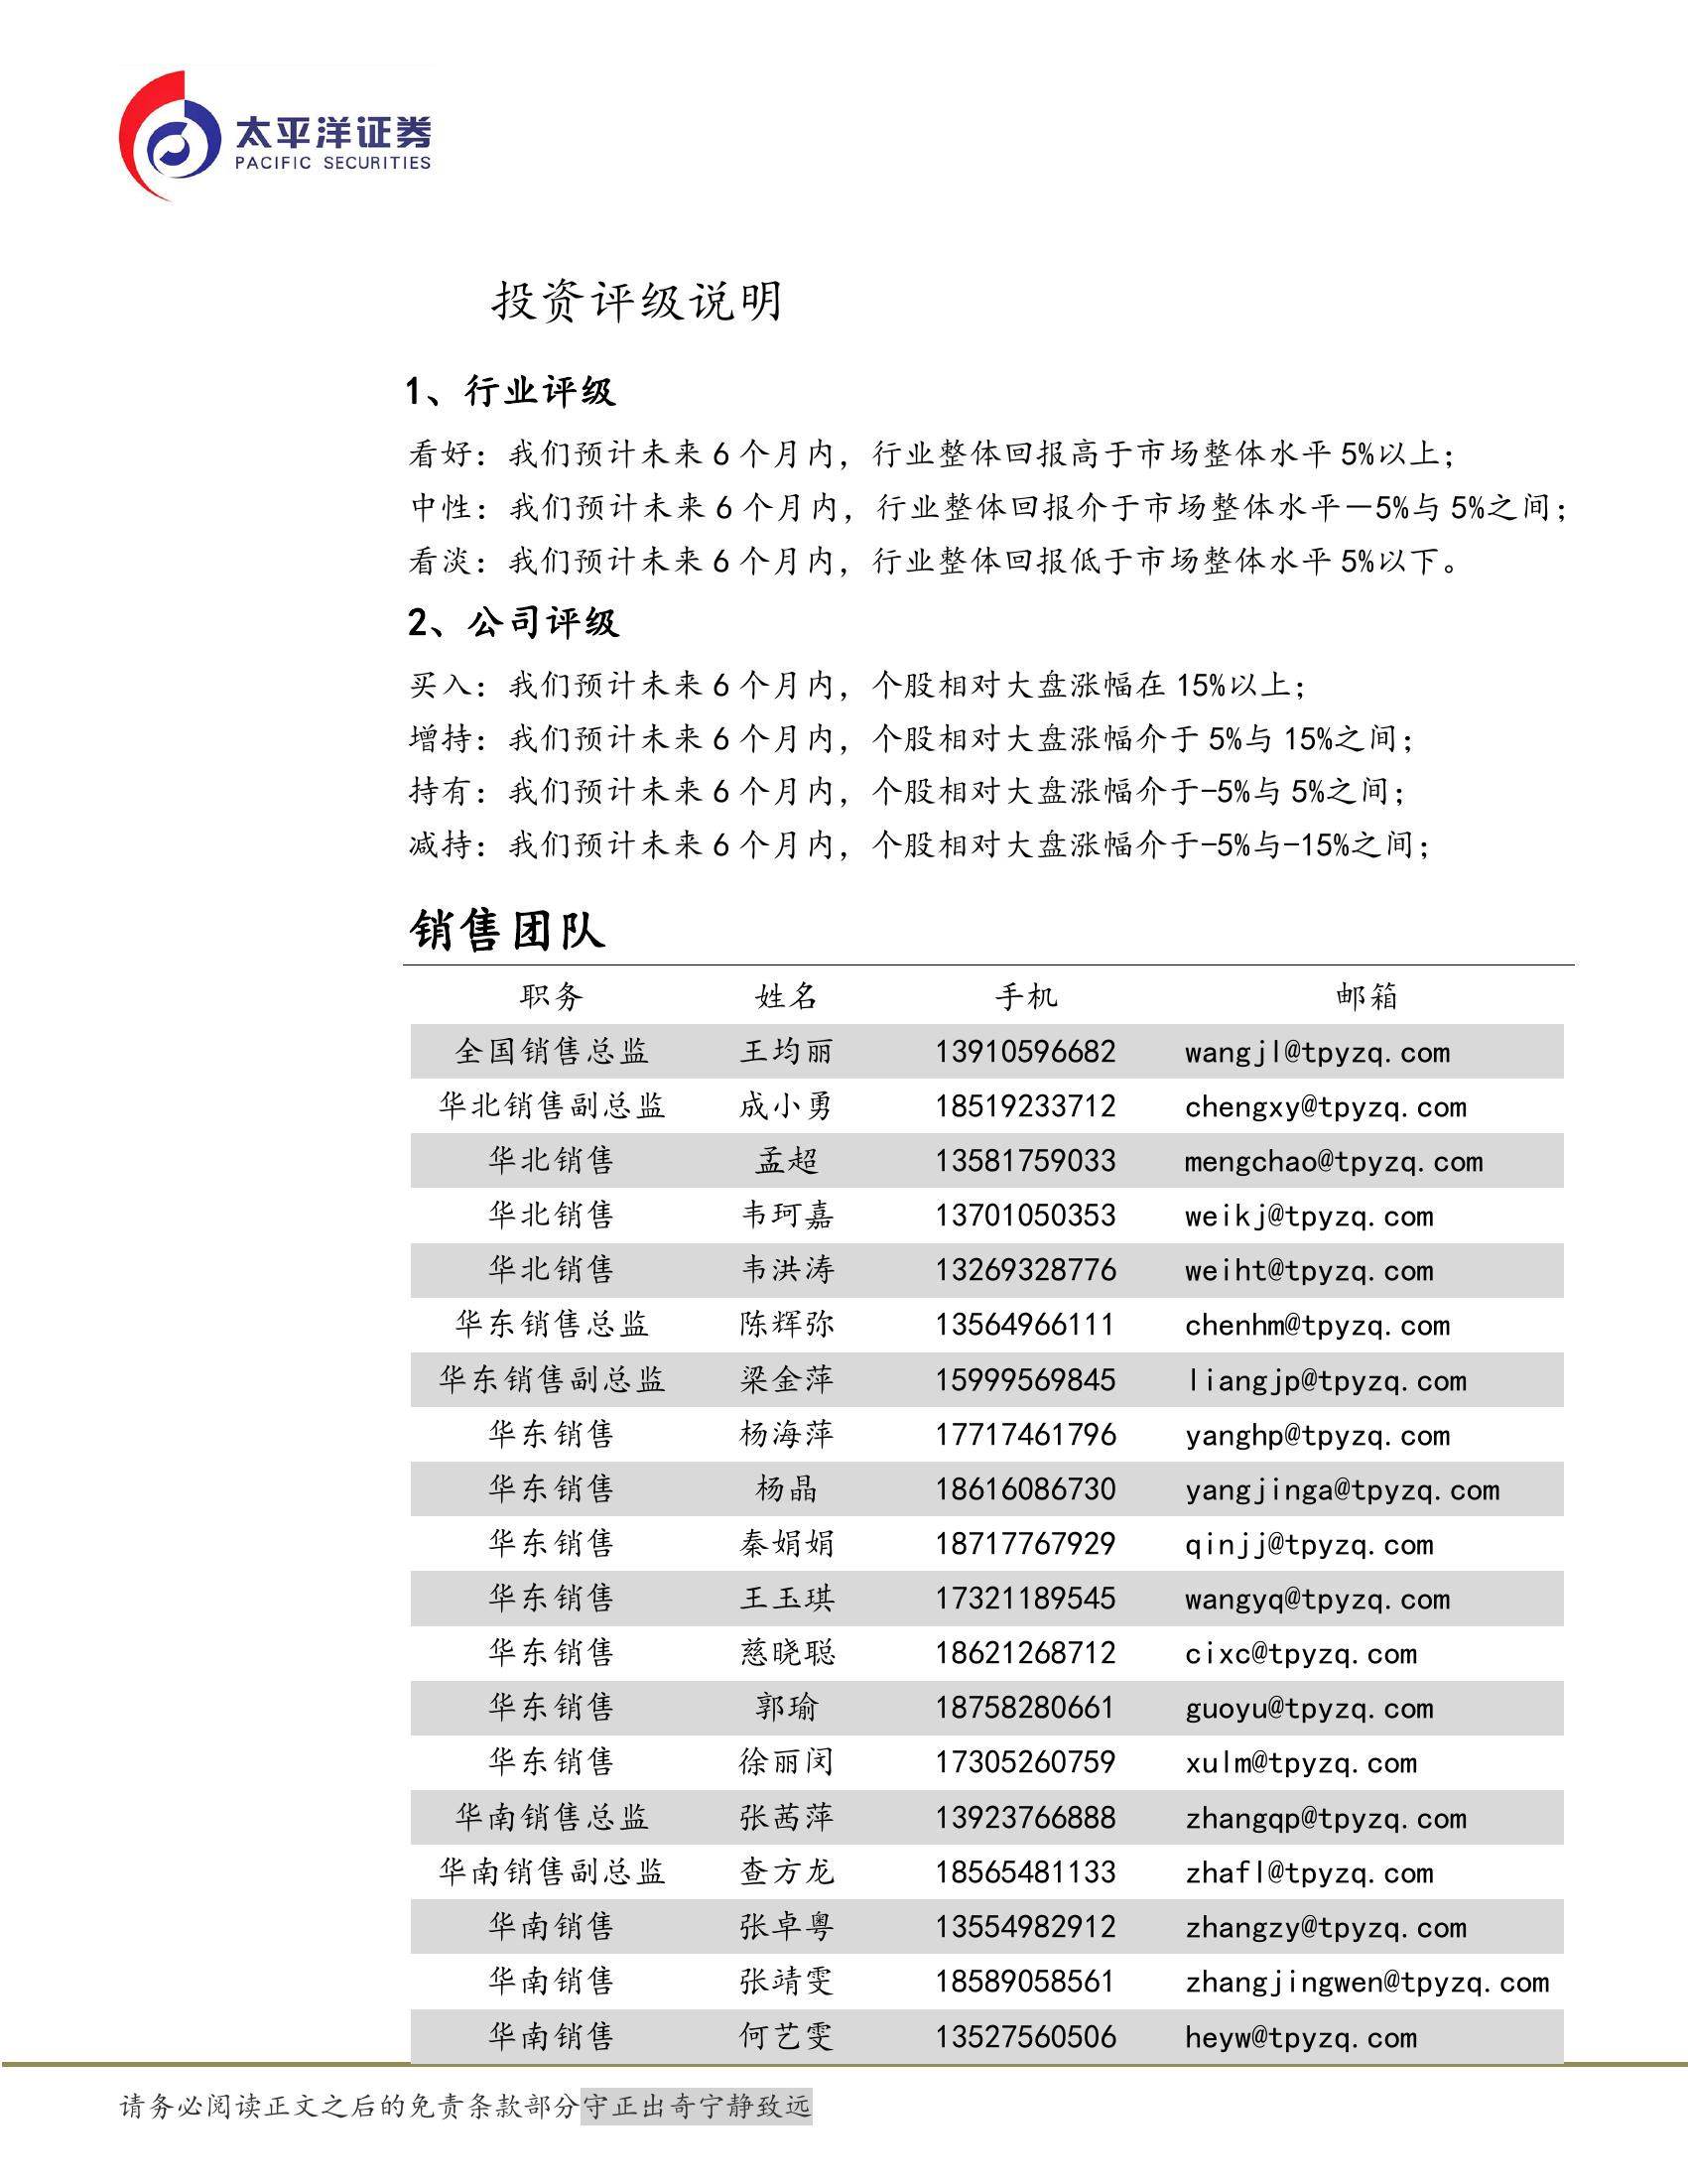 太平洋证券
PACIFIC SECURITIES
投资评级说明
1、行业评级
看好：我们预计未来 6 个月内，行业整体回报高于市场整体水平 5%以上；
中性：我们预计未来 6 个月内，行业整体回报介于市场整体水平－5%与 5%之间；
看淡：我们预计未来 6 个月内，行业整体回报低于市场整体水平 5%以下。
2、公司评级
买入：我们预计未来 6 个月内，个股相对大盘涨幅在 15%以上；
增持：我们预计未来 6 个月内，个股相对大盘涨幅介于 5%与 15%之间；
持有：我们预计未来 6 个月内，个股相对大盘涨幅介于-5%与 5%之间；
减持：我们预计未来 6 个月内，个股相对大盘涨幅介于-5%与-15%之间；
销售团队
职务 姓名 手机 邮箱
全国销售总监 王均丽 13910596682 wangjl@tpyzq.com
华北销售副总监 成小勇 18519233712 chengxy@tpyzq.com
华北销售 孟超 13581759033 mengchao@tpyzq.com
华北销售 韦珂嘉 13701050353 weikj@tpyzq.com
华北销售 韦洪涛 13269328776 weiht@tpyzq.com
华东销售总监 陈辉弥 13564966111 chenhm@tpyzq.com
华东销售副总监 梁金萍 15999569845 liangjp@tpyzq.com
华东销售 杨海萍 17717461796 yanghp@tpyzq.com
华东销售 杨晶 18616086730 yangjinga@tpyzq.com
华东销售 秦娟娟 18717767929 qinjj@tpyzq.com
华东销售 王玉琪 17321189545 wangyq@tpyzq.com
华东销售 慈晓聪 18621268712 cixc@tpyzq.com
华东销售 郭瑜 18758280661 guoyu@tpyzq.com
华东销售 徐丽闵 17305260759 xulm@tpyzq.com
华南销售总监 张茜萍 13923766888 zhangqp@tpyzq.com
华南销售副总监 查方龙 18565481133 zhafl@tpyzq.com
华南销售 张卓粤 13554982912 zhangzy@tpyzq.com
华南销售 张靖雯 18589058561 zhangjingwen@tpyzq.com
华南销售 何艺雯 13527560506 heyw@tpyzq.com
请务必阅读正文之后的免责条款部分守正出奇宁静致远